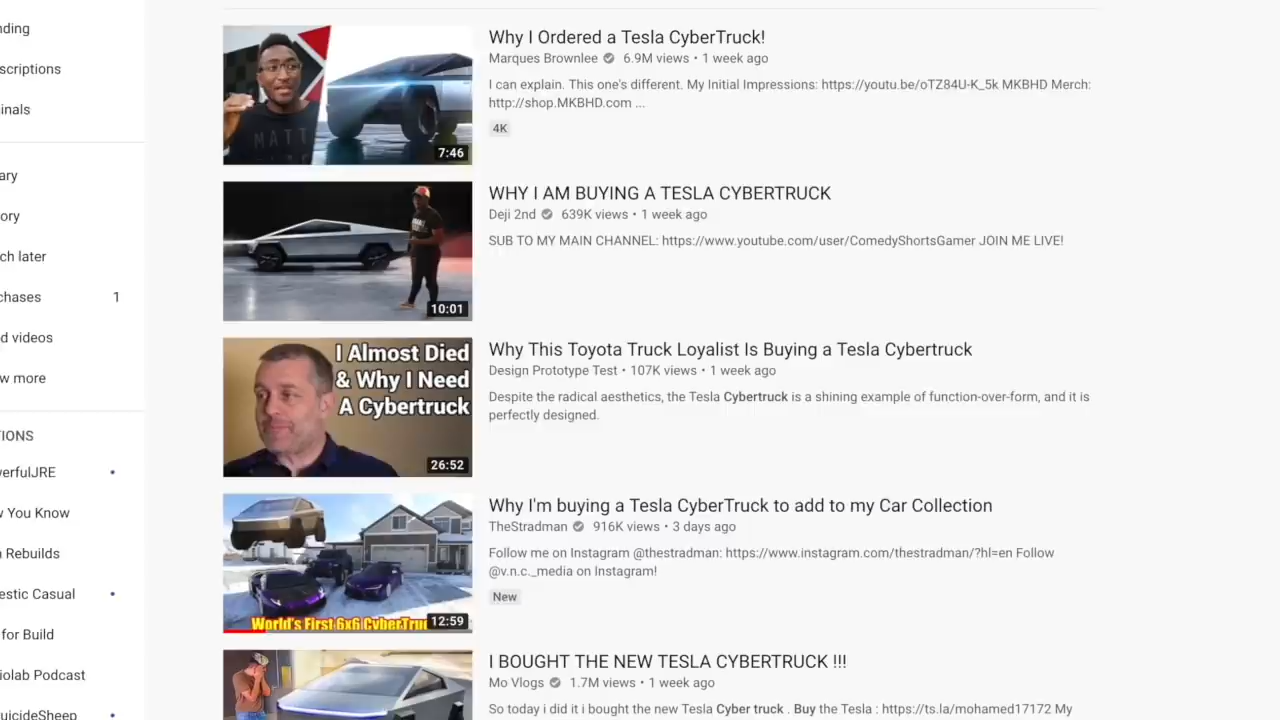 nding
scriptions
inals
ary
ory
ch later
chases 1
d videos
w more
IONS
verfulJRE
v You Know
n Rebuilds
estic Casual
for Build
iolab Podcast
uicideSheep
MATT
7:46
Why I Ordered a Tesla CyberTruck!
Marques Brownlee 6.9M views • 1 week ago
I can explain. This one's different. My Initial Impressions: https://youtu.be/oTZ84U-K_5k MKBHD Merch:
http://shop.MKBHD.com ...
4K
10:01
WHY I AM BUYING A TESLA CYBERTRUCK
Deji 2nd 639K views • 1 week ago
SUB TO MY MAIN CHANNEL: https://www.youtube.com/user/ComedyShortsGamer JOIN ME LIVE!
I Almost Died
& Why I Need
A Cybertruck
26:52
Why This Toyota Truck Loyalist Is Buying a Tesla Cybertruck
Design Prototype Test • 107K views • 1 week ago
Despite the radical aesthetics, the Tesla Cybertruck is a shining example of function-over-form, and it is
perfectly designed.
World's First 6x6 CyberTruc
12:59
Why I'm buying a Tesla CyberTruck to add to my Car Collection
TheStradman 916K views • 3 days ago
Follow me on Instagram @thestradman: https://www.instagram.com/thestradman/?hl=en Follow
@v.n.c._media on Instagram!
New
I BOUGHT THE NEW TESLA CYBERTRUCK !!!
Mo Vlogs 1.7M views • 1 week ago
So today i did it i bought the new Tesla Cyber truck . Buy the Tesla : https://ts.la/mohamed17172 My